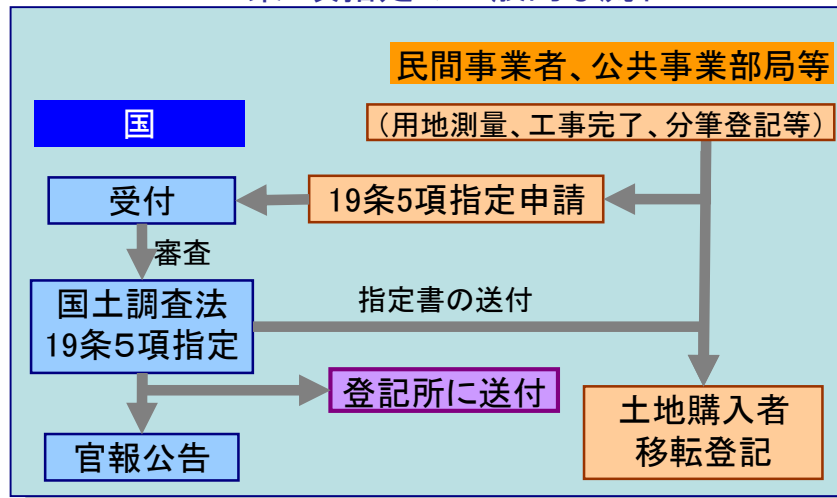 民間事業者、公共事業部局等
国
（用地測量、工事完了、分筆登記等）
受付
19条5項指定申請
審査
国土調査法
19条５項指定
指定書の送付
登記所に送付
土地購入者
移転登記
官報公告